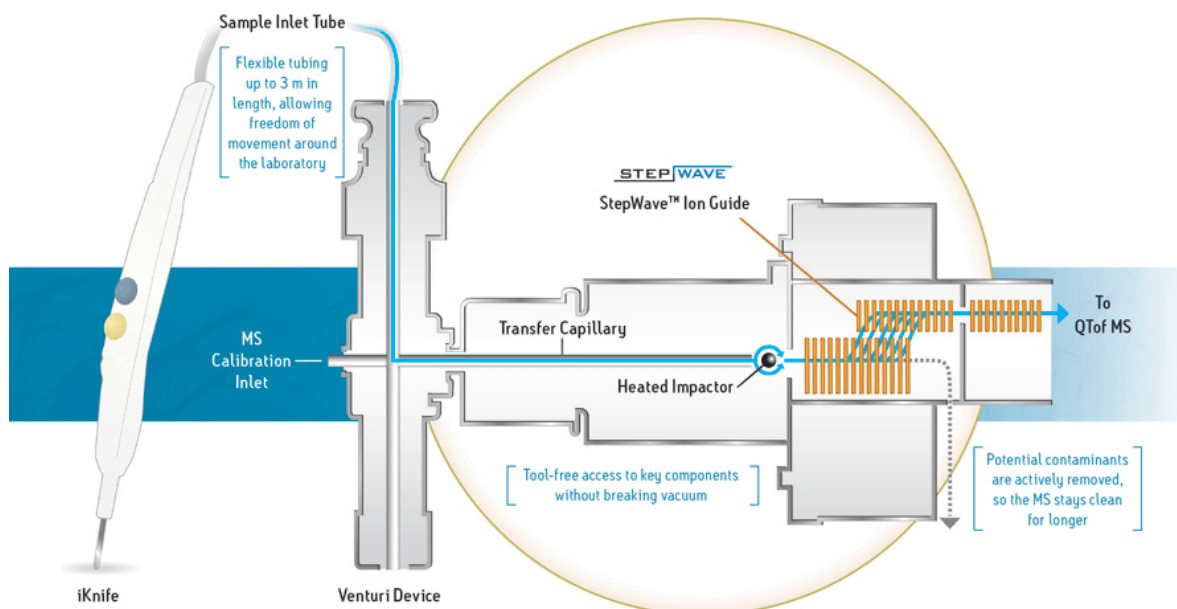 Sample Inlet Tube
Flexible tubing
up to 3 m in
length, allowing
freedom of
movement around
the laboratory
STEPWAVE
StepWave™ Ion Guide
To
QTof MS
MS
Calibration
Inlet
Transfer Capillary
Heated Impactor
Tool-free access to key components
without breaking vacuum
Potential contaminants
are actively removed,
so the MS stays clean
for longer
iKnife
Venturi Device